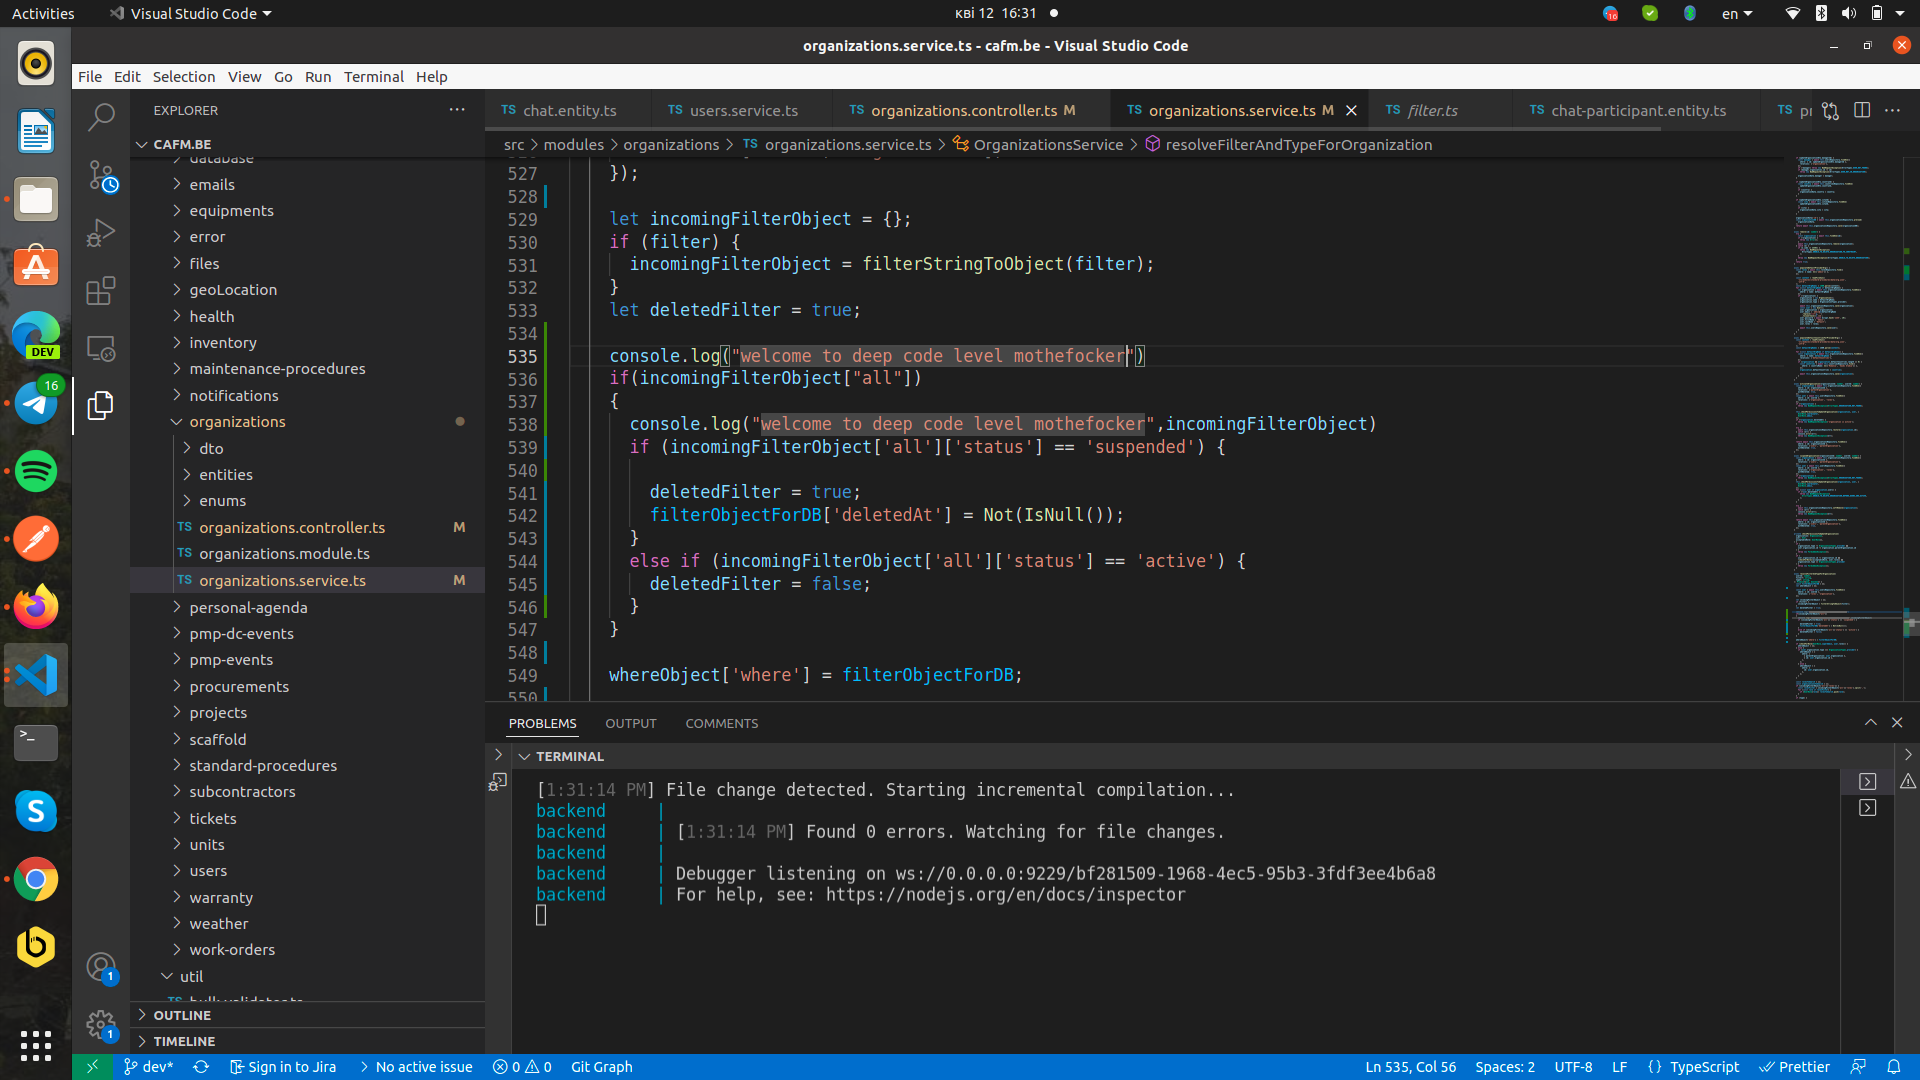 Activities
Visual Studio Code
кві 12 16:31
16
en
organizations.service.ts - cafm.be - Visual Studio Code
File Edit Selection View Go Run Terminal Help
EXPLORER
CAFM.BE
database
emails
equipments
error
files
geoLocation
health
inventory
maintenance-procedures
notifications
organizations
dto
entities
enums
TS organizations.controller.ts M
TS organizations.module.ts
TS organizations.service.ts M
personal-agenda
pmp-dc-events
pmp-events
procurements
projects
scaffold
standard-procedures
subcontractors
tickets
units
users
warranty
weather
work-orders
util
TS bulk-validator.ts
OUTLINE
TIMELINE
DEV
16
1
1
TS chat.entity.ts
TS users.service.ts
TS organizations.controller.ts M
TS organizations.service.ts M
TS filter.ts
TS chat-participant.entity.ts
TS
src > modules > organizations > TS organizations.service.ts > OrganizationsService > resolveFilterAndTypeForOrganization
527 });
528
529 let incomingFilterObject = {};
530 if (filter) {
531 incomingFilterObject = filterStringToObject(filter);
532 }
533 let deletedFilter = true;
534
535 console.log("welcome to deep code level mothefocker")
536 if(incomingFilterObject["all"])
537 {
538 console.log("welcome to deep code level mothefocker",incomingFilterObject)
539 if (incomingFilterObject['all']['status'] == 'suspended') {
540
541 deletedFilter = true;
542 filterObjectForDB['deletedAt'] = Not(IsNull());
543 }
544 else if (incomingFilterObject['all']['status'] == 'active') {
545 deletedFilter = false;
546 }
547 }
548
549 whereObject['where'] = filterObjectForDB;
550
PROBLEMS OUTPUT COMMENTS
TERMINAL
[1:31:14 PM] File change detected. Starting incremental compilation...
backend |
backend | [1:31:14 PM] Found 0 errors. Watching for file changes.
backend |
backend | Debugger listening on ws://0.0.0.0:9229/bf281509-1968-4ec5-95b3-3fdf3ee4b6a8
backend | For help, see: https://nodejs.org/en/docs/inspector
dev*
Sign in to Jira
No active issue
0 0
Git Graph
Ln 535, Col 56
Spaces: 2
UTF-8
LF
{ } TypeScript
Prettier